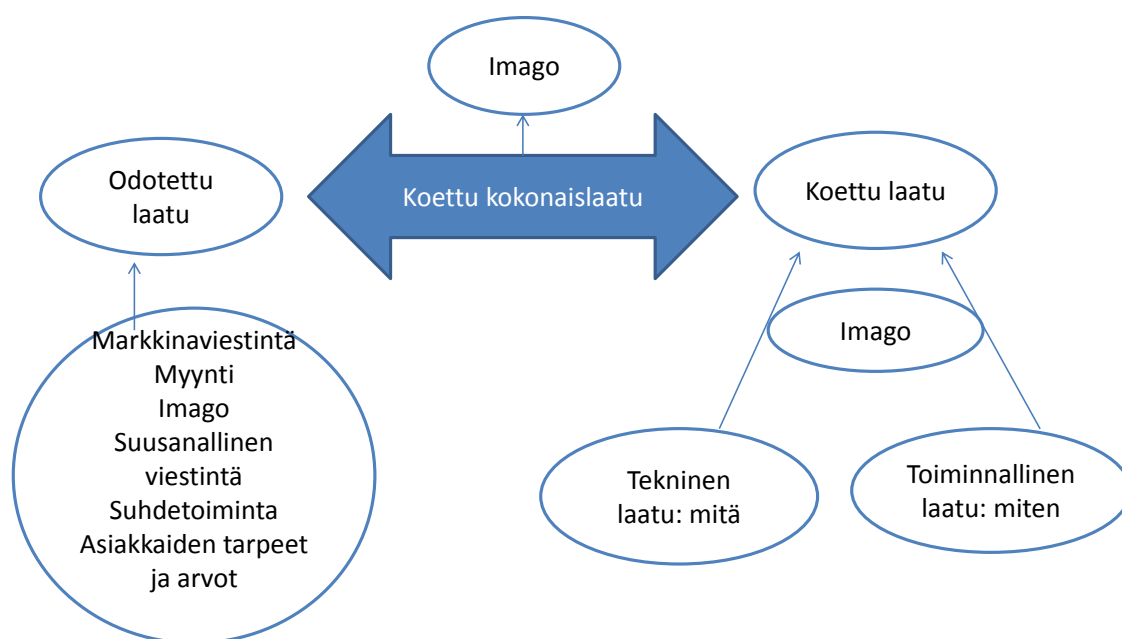 Imago
Odotettu
laatu
Koettu kokonaislaatu
Koettu laatu
Markkinaviestintä
Myynti
Imago
Suusanallinen
viestintä
Suhdetoiminta
Asiakkaiden tarpeet
ja arvot
Imago
Tekninen
laatu: mitä
Toiminnallinen
laatu: miten